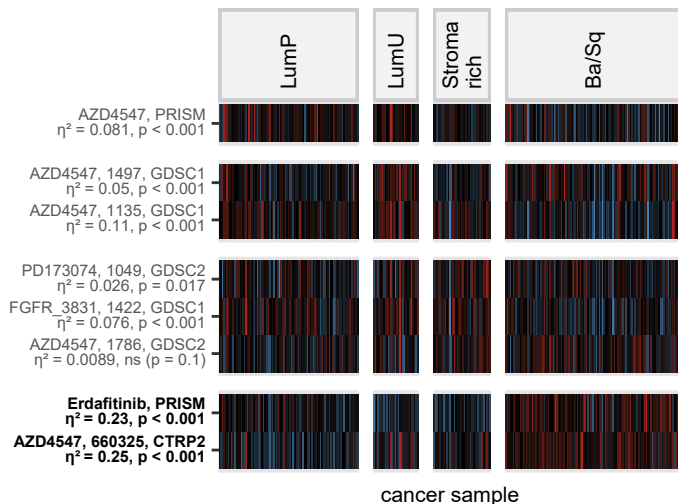 LumP
LumU
Stroma
rich
Ba/Sq
AZD4547, PRISM
η² = 0.081, p < 0.001
AZD4547, 1497, GDSC1
η² = 0.05, p < 0.001
AZD4547, 1135, GDSC1
η² = 0.11, p < 0.001
PD173074, 1049, GDSC2
η² = 0.026, p = 0.017
FGFR_3831, 1422, GDSC1
η² = 0.076, p < 0.001
AZD4547, 1786, GDSC2
η² = 0.0089, ns (p = 0.1)
Erdafitinib, PRISM
η² = 0.23, p < 0.001
AZD4547, 660325, CTRP2
η² = 0.25, p < 0.001
cancer sample